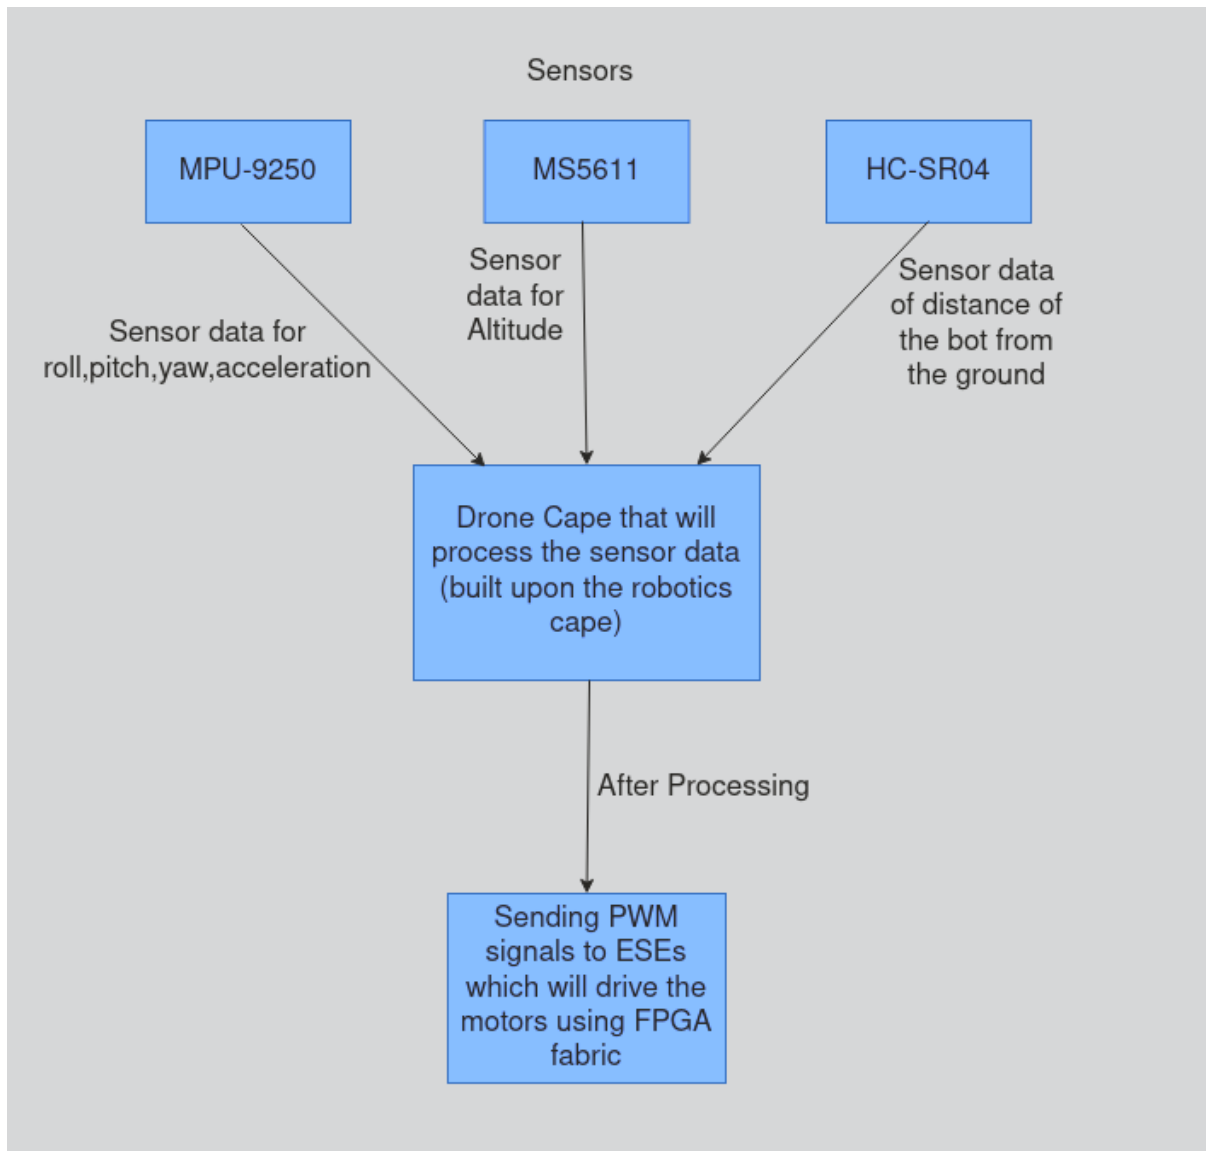 Sensors
MPU-9250
MS5611
HC-SR04
Sensor
data for
Altitude
Sensor data
of distance of
the bot from
the ground
Sensor data for
roll,pitch,yaw,acceleration
Drone Cape that will
process the sensor data
(built upon the robotics
cape)
After Processing
Sending PWM
signals to ESEs
which will drive the
motors using FPGA
fabric